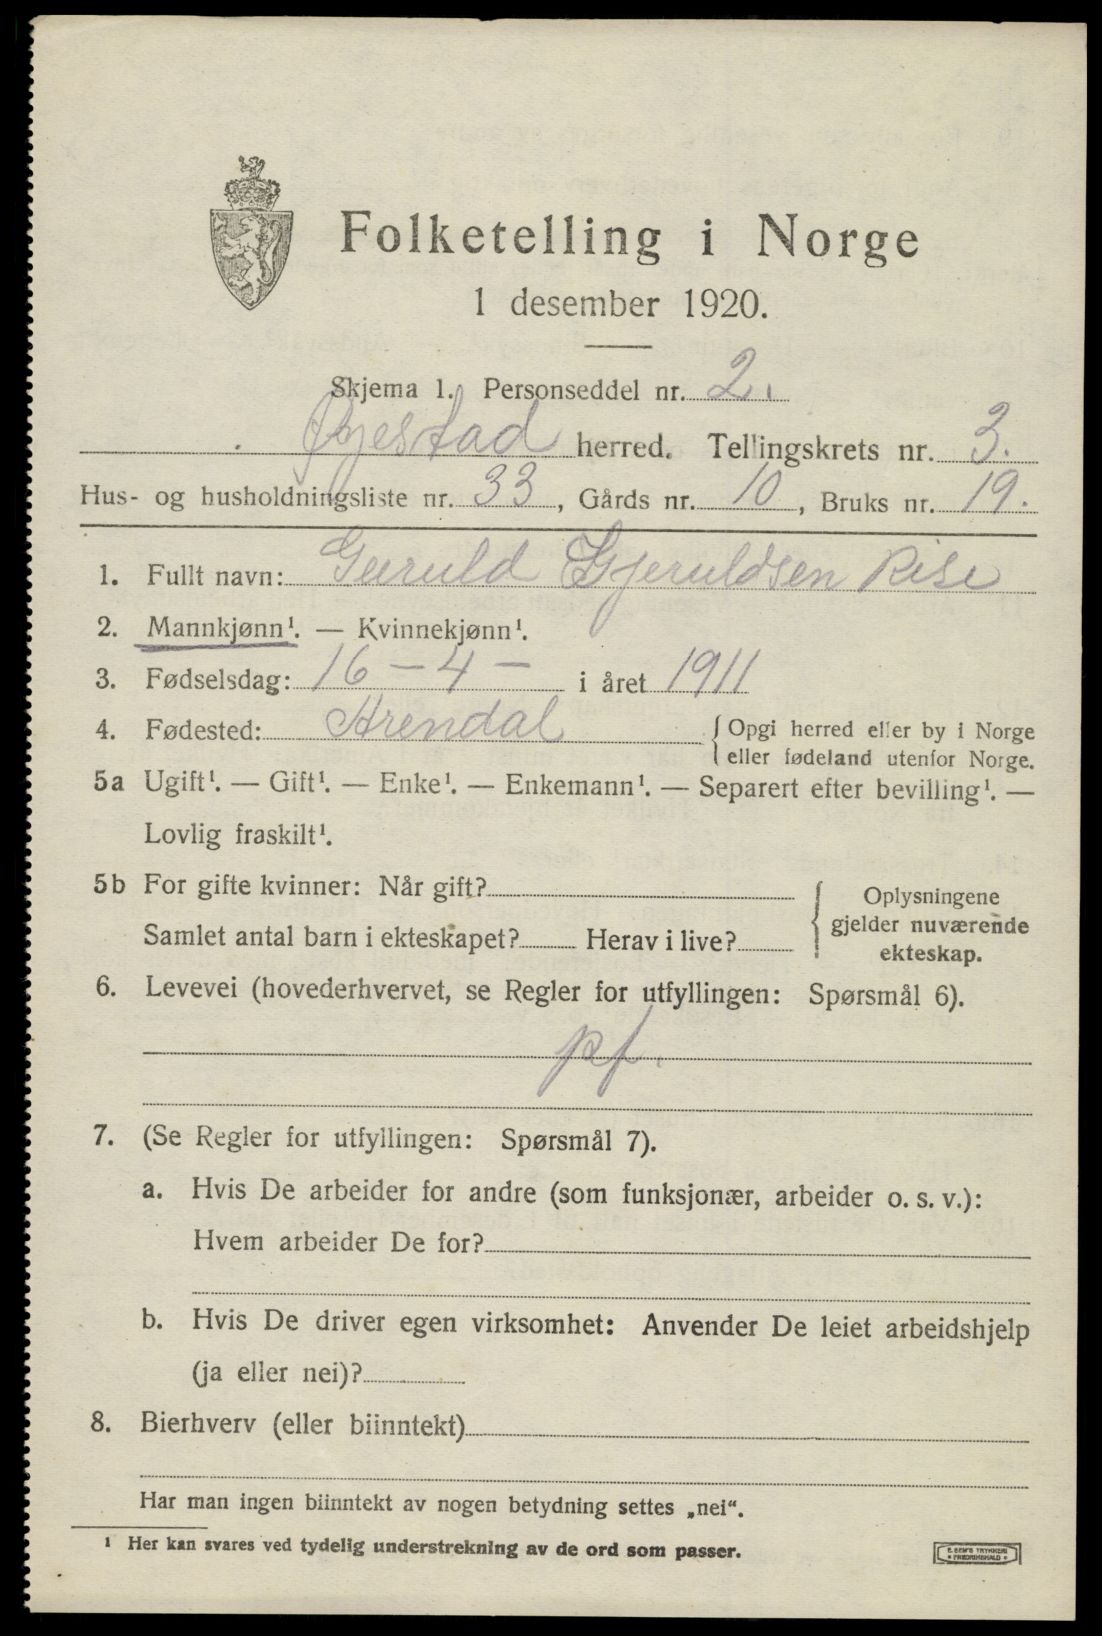 Folketelling i Norge
1 desember 1920.
Skjema 1. Personseddel nr. 2.
Øyestad herred. Tellingskrets nr. 3.
Hus- og husholdningsliste nr. 33, Gårds nr. 10, Bruks nr. 19.
1. Fullt navn: Gjeruld Gjeruldsen Rise
2. Mannkjønn¹. — Kvinnekjønn¹.
3. Fødselsdag: 16 – 4 – i året 1911
4. Fødested: Arendal { Opgi herred eller by i Norge
eller fødeland utenfor Norge.
5a Ugift¹. — Gift¹. — Enke¹. — Enkemann¹. — Separert efter bevilling¹. —
Lovlig fraskilt¹.
5b For gifte kvinner: Når gift?
Samlet antal barn i ekteskapet? Herav i live?
{ Oplysningene
gjelder nuværende
ekteskap.
6. Levevei (hovederhvervet, se Regler for utfyllingen: Spørsmål 6).
pf.
7. (Se Regler for utfyllingen: Spørsmål 7).
a. Hvis De arbeider for andre (som funksjonær, arbeider o. s. v.):
Hvem arbeider De for?
b. Hvis De driver egen virksomhet: Anvender De leiet arbeidshjelp
(ja eller nei)?
8. Bierhverv (eller biinntekt)
Har man ingen biinntekt av nogen betydning settes „nei“.
¹ Her kan svares ved tydelig understrekning av de ord som passer.
E. SEM'S TRYKKERI
• FREDRIKSHALD •